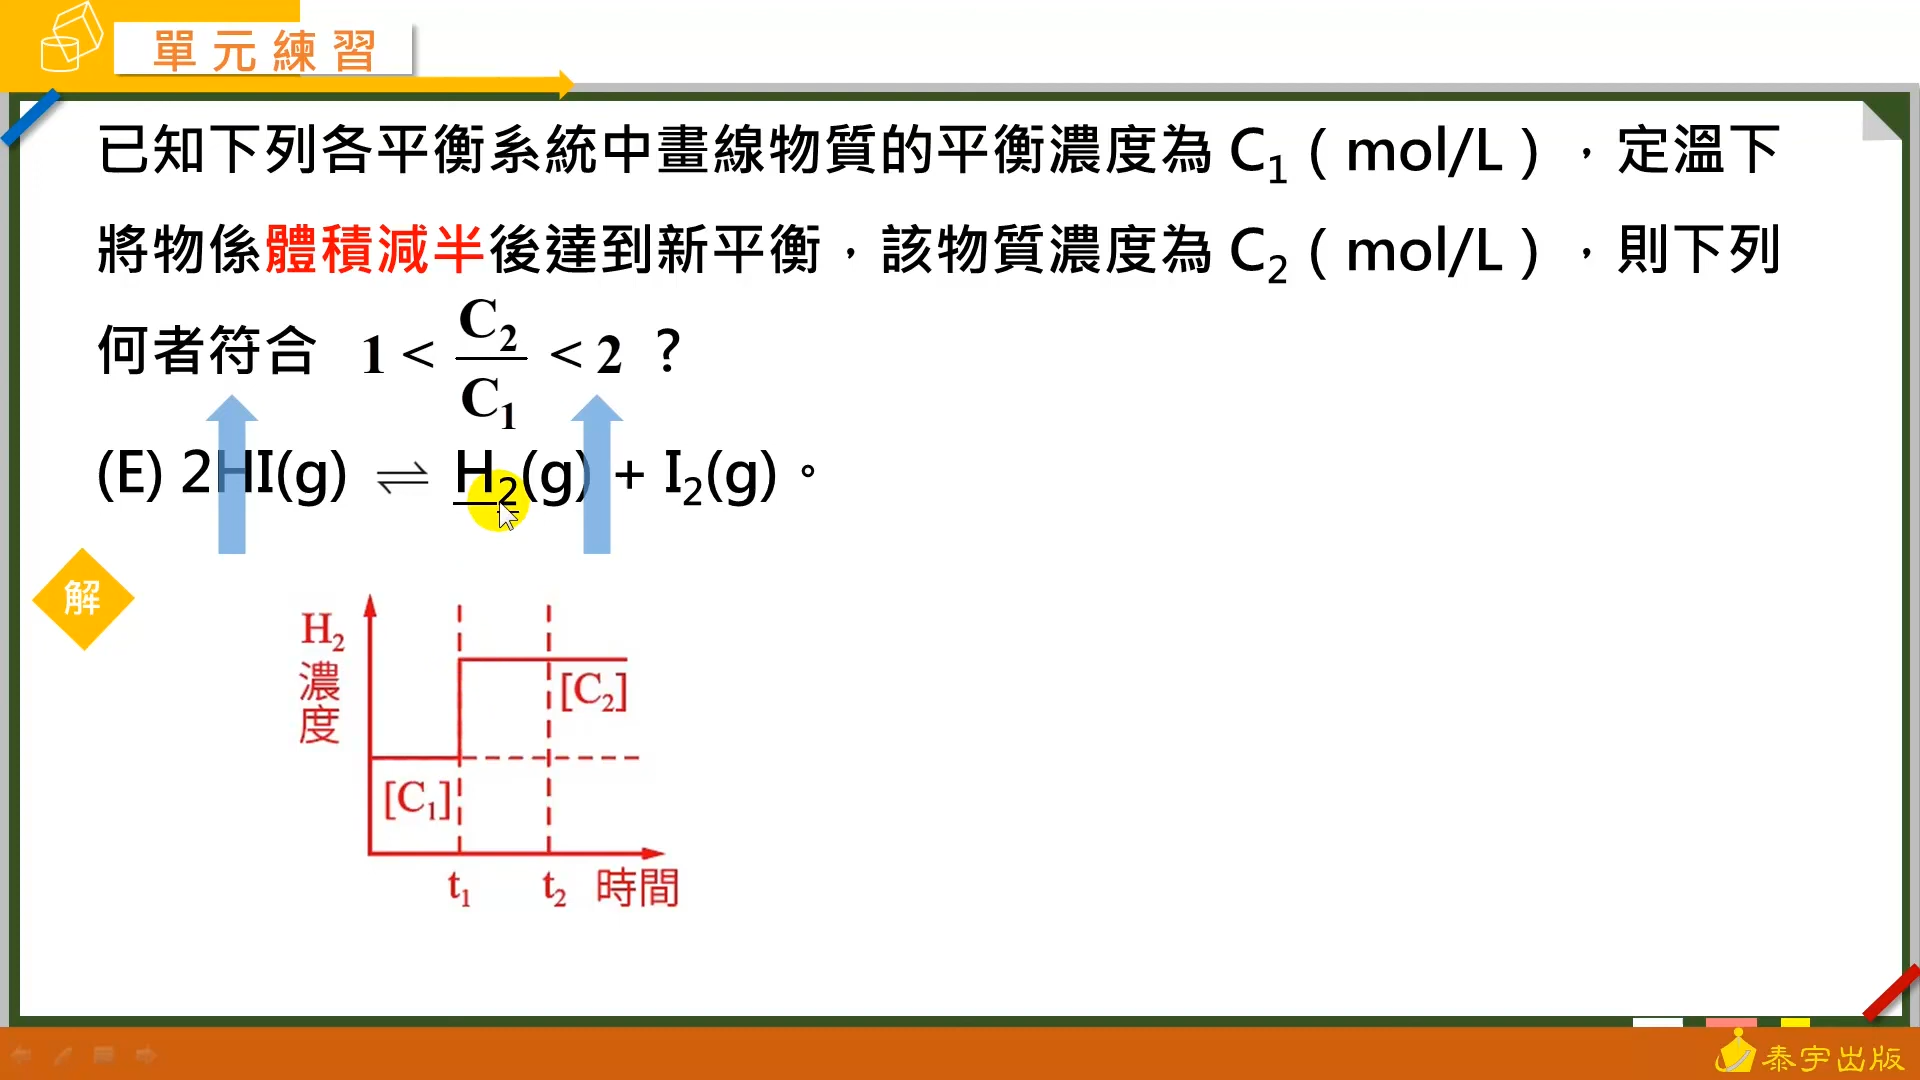 單元練習
已知下列各平衡系統中畫線物質的平衡濃度為 C₁（mol/L），定溫下
將物係體積減半後達到新平衡，該物質濃度為 C₂（mol/L），則下列
何者符合 1 < C₂/C₁ < 2 ？
(E) 2HI(g) ⇌ H₂(g) + I₂(g)。
解
H₂
濃
度
[C₂]
[C₁]
t₁ t₂ 時間
泰宇出版